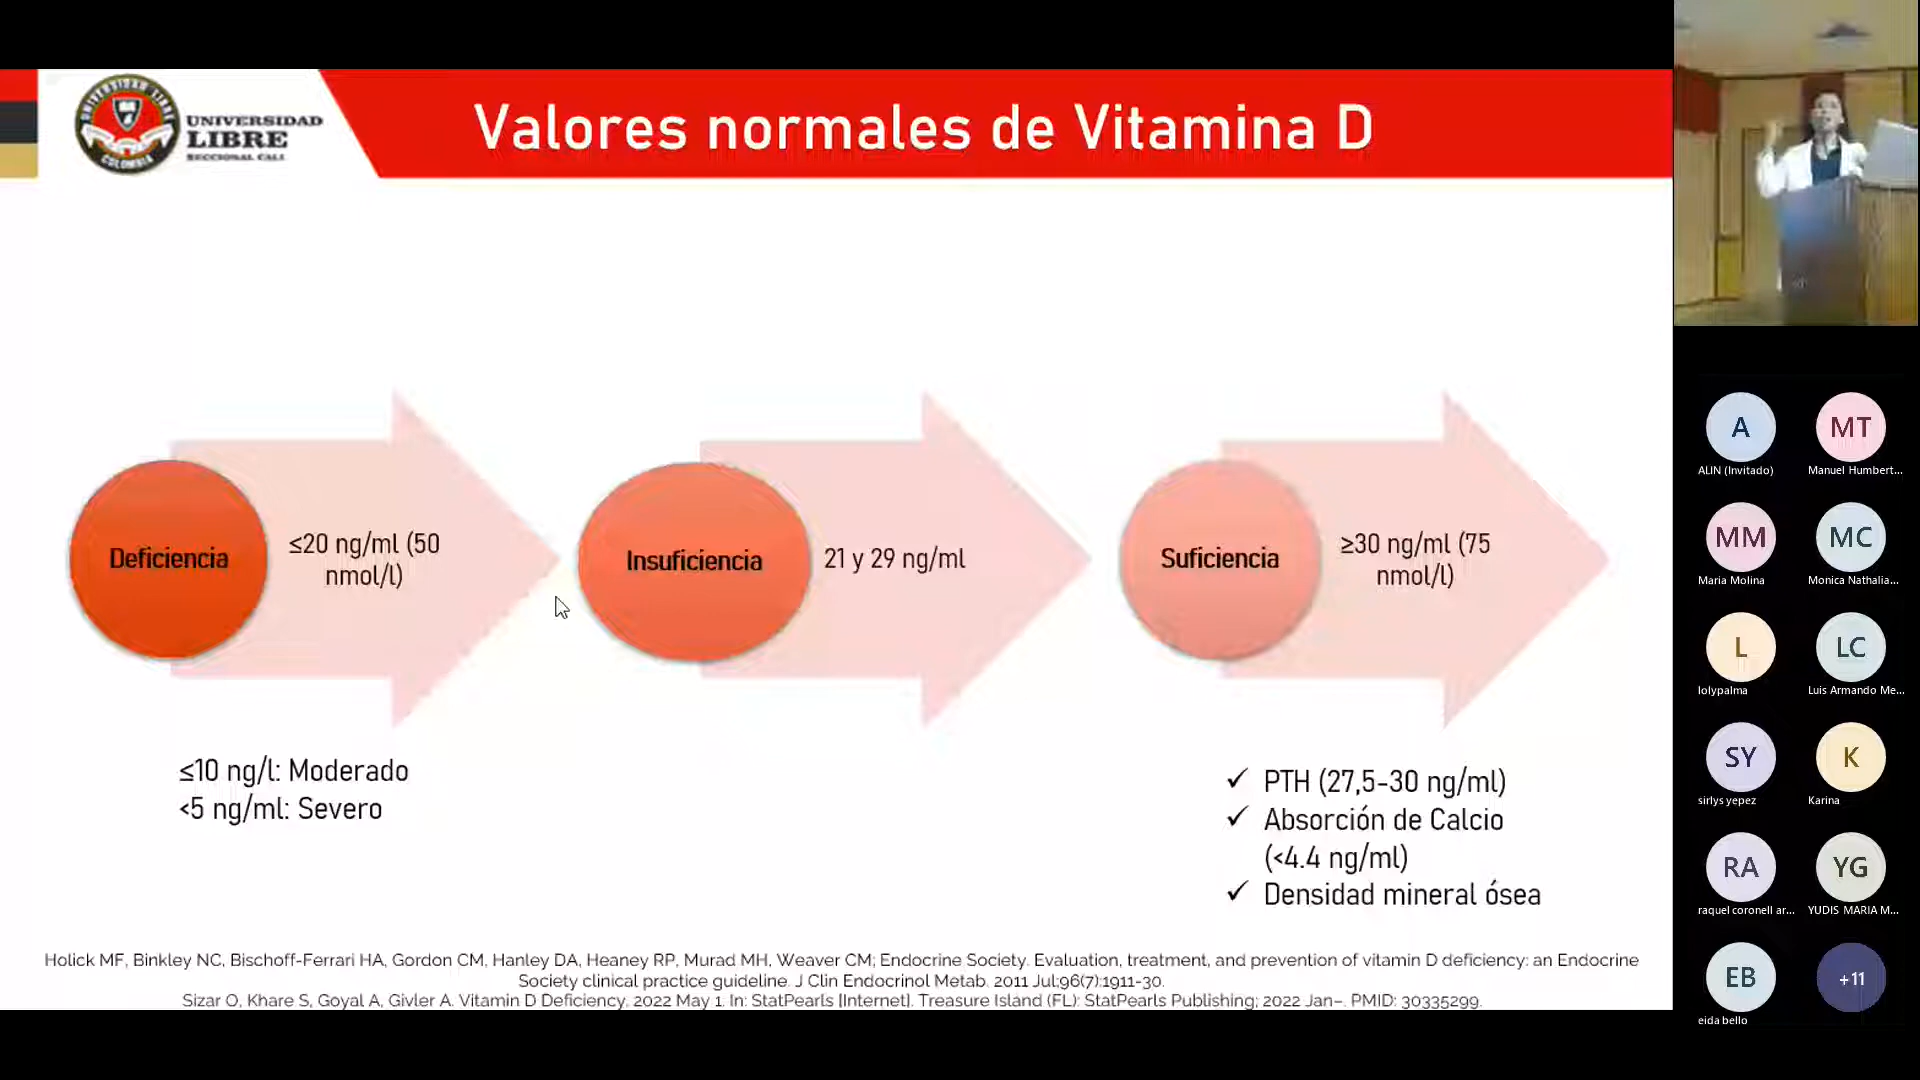 UNIVERSIDAD LIBRE
COLOMBIA
UNIVERSIDAD
LIBRE
SECCIONAL CALI
Valores normales de Vitamina D
Deficiencia
≤20 ng/ml (50
nmol/l)
Insuficiencia
21 y 29 ng/ml
Suficiencia
≥30 ng/ml (75
nmol/l)
≤10 ng/l: Moderado
<5 ng/ml: Severo
✓ PTH (27,5-30 ng/ml)
✓ Absorción de Calcio
(<4.4 ng/ml)
✓ Densidad mineral ósea
Holick MF, Binkley NC, Bischoff-Ferrari HA, Gordon CM, Hanley DA, Heaney RP, Murad MH, Weaver CM; Endocrine Society. Evaluation, treatment, and prevention of vitamin D deficiency: an Endocrine
Society clinical practice guideline. J Clin Endocrinol Metab. 2011 Jul;96(7):1911-30.
Sizar O, Khare S, Goyal A, Givler A. Vitamin D Deficiency. 2022 May 1. In: StatPearls [Internet]. Treasure Island (FL): StatPearls Publishing; 2022 Jan–. PMID: 30335299.
A
ALIN (Invitado)
MT
Manuel Humbert...
MM
Maria Molina
MC
Monica Nathalia...
L
lolypalma
LC
Luis Armando Me...
SY
sirlys yepez
K
Karina
RA
raquel coronell ar...
YG
YUDIS MARIA M...
EB
eida bello
+11